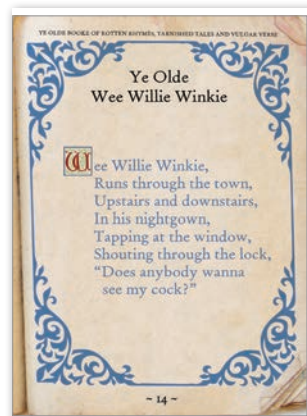 YE OLDE BOOKE OF ROTTEN RHYMES, TARNISHED TALES AND VULGAR VERSE
Ye Olde
Wee Willie Winkie
Wee Willie Winkie,
Runs through the town,
Upstairs and downstairs,
In his nightgown,
Tapping at the window,
Shouting through the lock,
“Does anybody wanna
see my cock?”
~ 14 ~